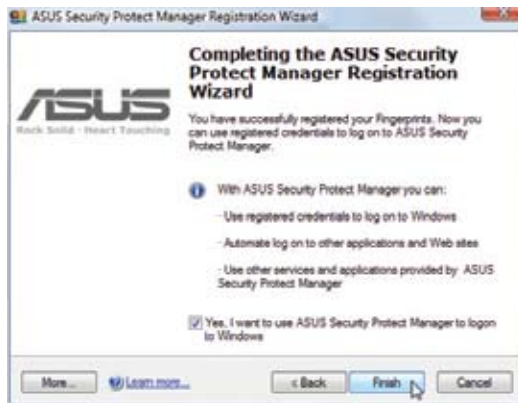 ASUS Security Protect Manager Registration Wizard
Completing the ASUS Security
Protect Manager Registration
Wizard
ASUS
Rock Solid · Heart Touching
You have successfully registered your Fingerprints. Now you
can use registered credentials to log on to ASUS Security
Protect Manager.
With ASUS Security Protect Manager you can:
· Use registered credentials to log on to Windows
· Automate log on to other applications and Web sites
· Use other services and applications provided by ASUS
Security Protect Manager
Yes, I want to use ASUS Security Protect Manager to logon
to Windows
More... Learn more... < Back Finish Cancel